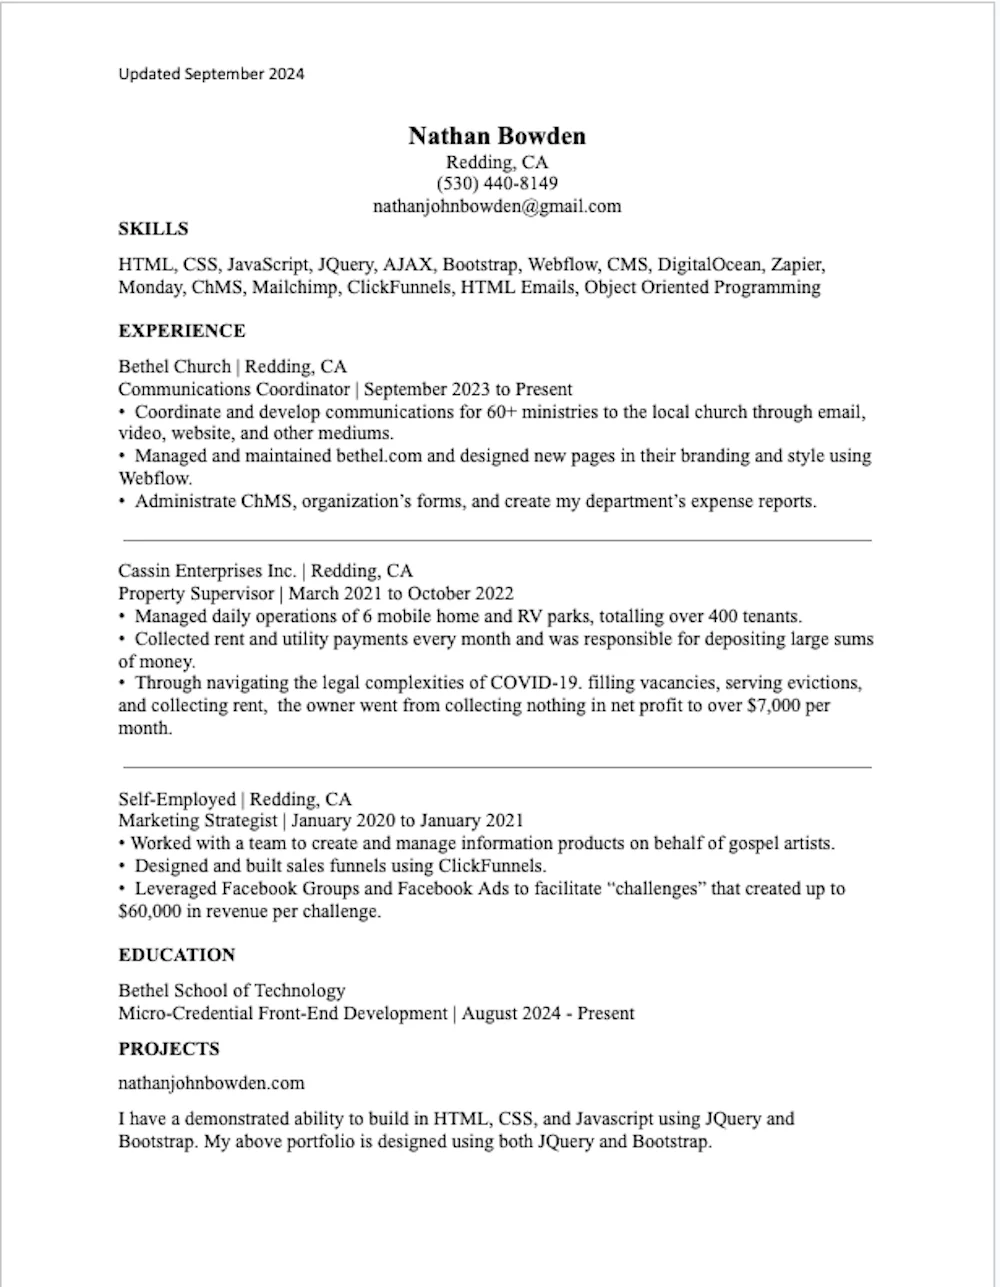 Updated September 2024
Nathan Bowden
Redding, CA
(530) 440-8149
nathanjohnbowden@gmail.com
SKILLS
HTML, CSS, JavaScript, JQuery, AJAX, Bootstrap, Webflow, CMS, DigitalOcean, Zapier,
Monday, ChMS, Mailchimp, ClickFunnels, HTML Emails, Object Oriented Programming
EXPERIENCE
Bethel Church | Redding, CA
Communications Coordinator | September 2023 to Present
• Coordinate and develop communications for 60+ ministries to the local church through email,
video, website, and other mediums.
• Managed and maintained bethel.com and designed new pages in their branding and style using
Webflow.
• Administrate ChMS, organization’s forms, and create my department’s expense reports.
Cassin Enterprises Inc. | Redding, CA
Property Supervisor | March 2021 to October 2022
• Managed daily operations of 6 mobile home and RV parks, totalling over 400 tenants.
• Collected rent and utility payments every month and was responsible for depositing large sums
of money.
• Through navigating the legal complexities of COVID-19. filling vacancies, serving evictions,
and collecting rent,  the owner went from collecting nothing in net profit to over $7,000 per
month.
Self-Employed | Redding, CA
Marketing Strategist | January 2020 to January 2021
• Worked with a team to create and manage information products on behalf of gospel artists.
• Designed and built sales funnels using ClickFunnels.
• Leveraged Facebook Groups and Facebook Ads to facilitate “challenges” that created up to
$60,000 in revenue per challenge.
EDUCATION
Bethel School of Technology
Micro-Credential Front-End Development | August 2024 - Present
PROJECTS
nathanjohnbowden.com
I have a demonstrated ability to build in HTML, CSS, and Javascript using JQuery and
Bootstrap. My above portfolio is designed using both JQuery and Bootstrap.